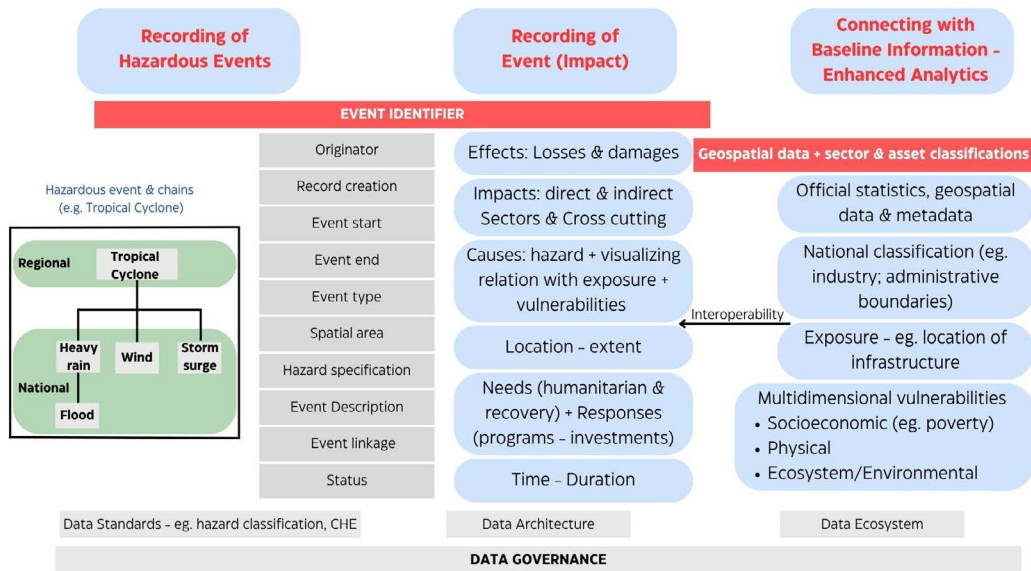 Recording of
Hazardous Events
Recording of
Event (Impact)
Connecting with
Baseline Information -
Enhanced Analytics
EVENT IDENTIFIER
Geospatial data + sector & asset classifications
Hazardous event & chains
(e.g. Tropical Cyclone)
Regional
Tropical
Cyclone
Heavy
rain
Wind
Storm
surge
National
Flood
Originator
Record creation
Event start
Event end
Event type
Spatial area
Hazard specification
Event Description
Event linkage
Status
Effects: Losses & damages
Impacts: direct & indirect
Sectors & Cross cutting
Causes: hazard + visualizing
relation with exposure +
vulnerabilities
Location - extent
Needs (humanitarian &
recovery) + Responses
(programs - investments)
Time - Duration
Interoperability
Official statistics, geospatial
data & metadata
National classification (eg.
industry; administrative
boundaries)
Exposure - eg. location of
infrastructure
Multidimensional vulnerabilities
• Socioeconomic (eg. poverty)
• Physical
• Ecosystem/Environmental
Data Standards - eg. hazard classification, CHE
Data Architecture
Data Ecosystem
DATA GOVERNANCE